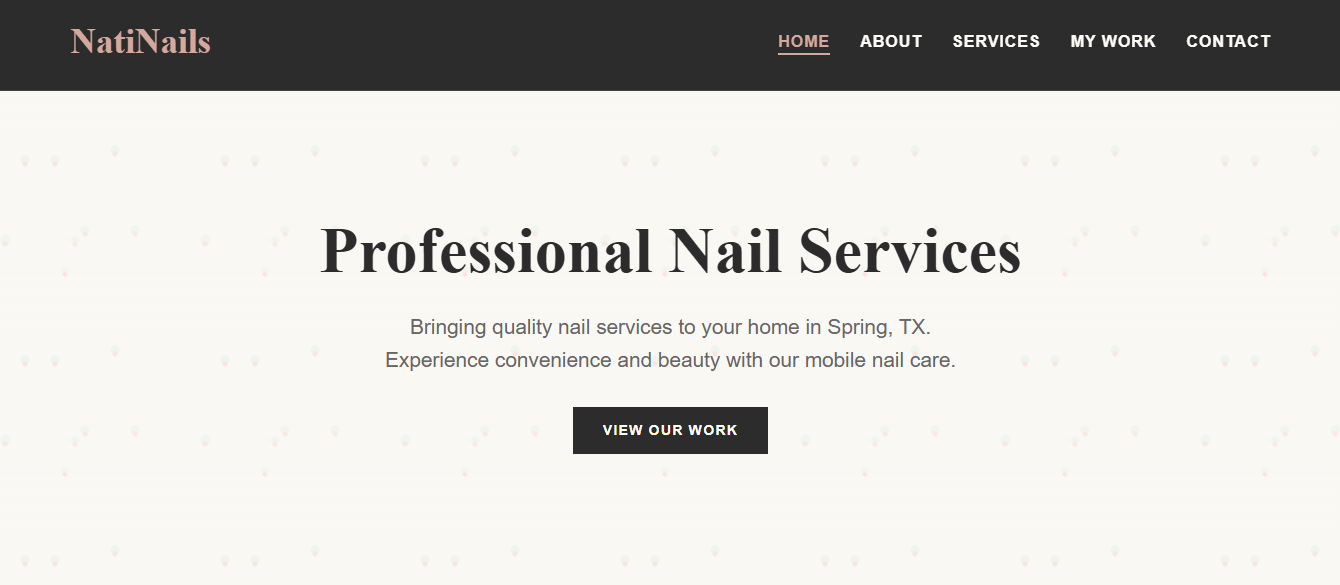 NatiNails
HOME ABOUT SERVICES MY WORK CONTACT
Professional Nail Services
Bringing quality nail services to your home in Spring, TX.
Experience convenience and beauty with our mobile nail care.
VIEW OUR WORK